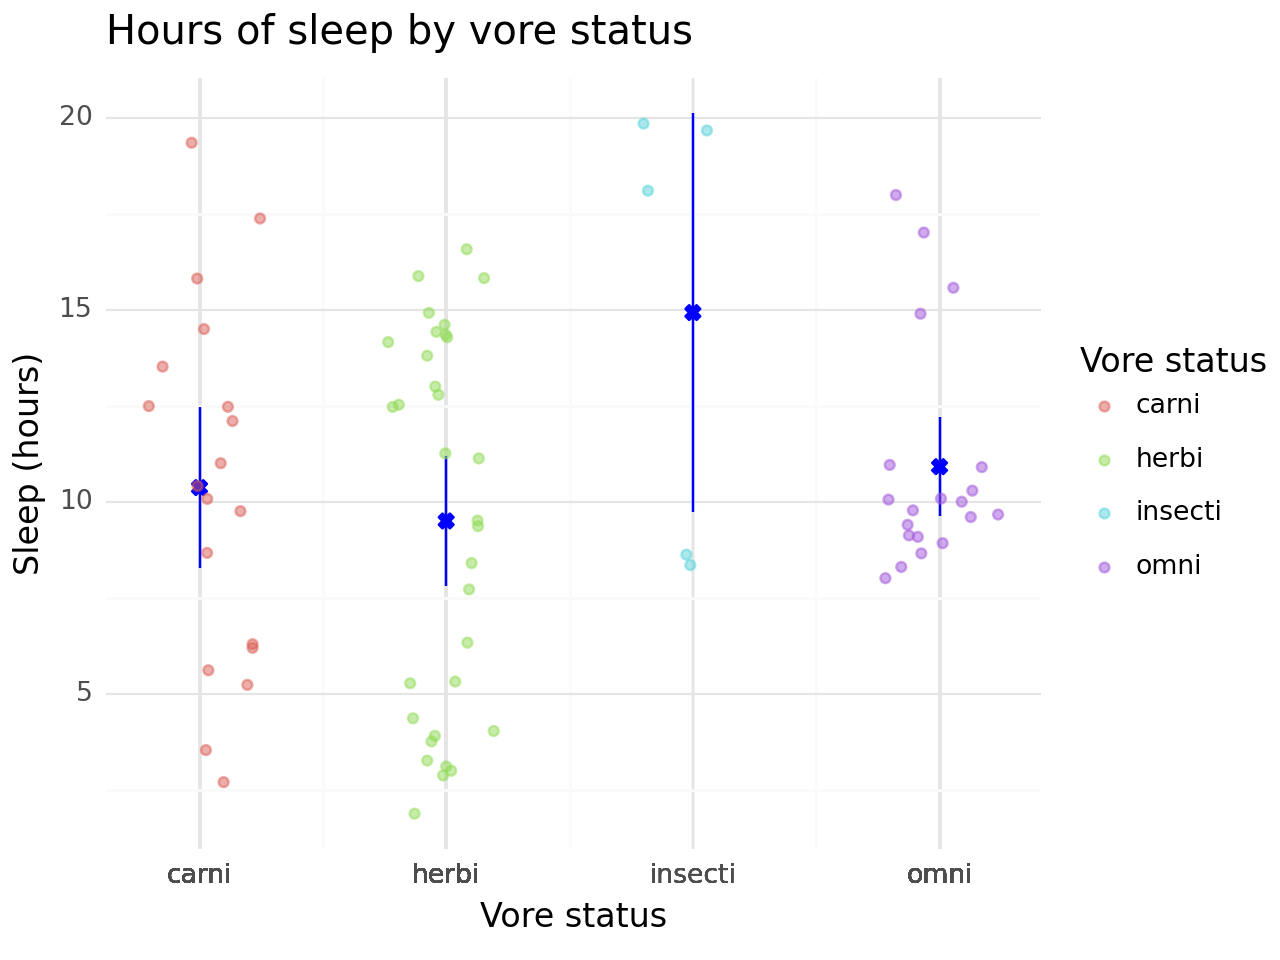 Hours of sleep by vore status
20
15
10
5
Sleep (hours)
carni herbi insecti omni
Vore status
Vore status
carni
herbi
insecti
omni